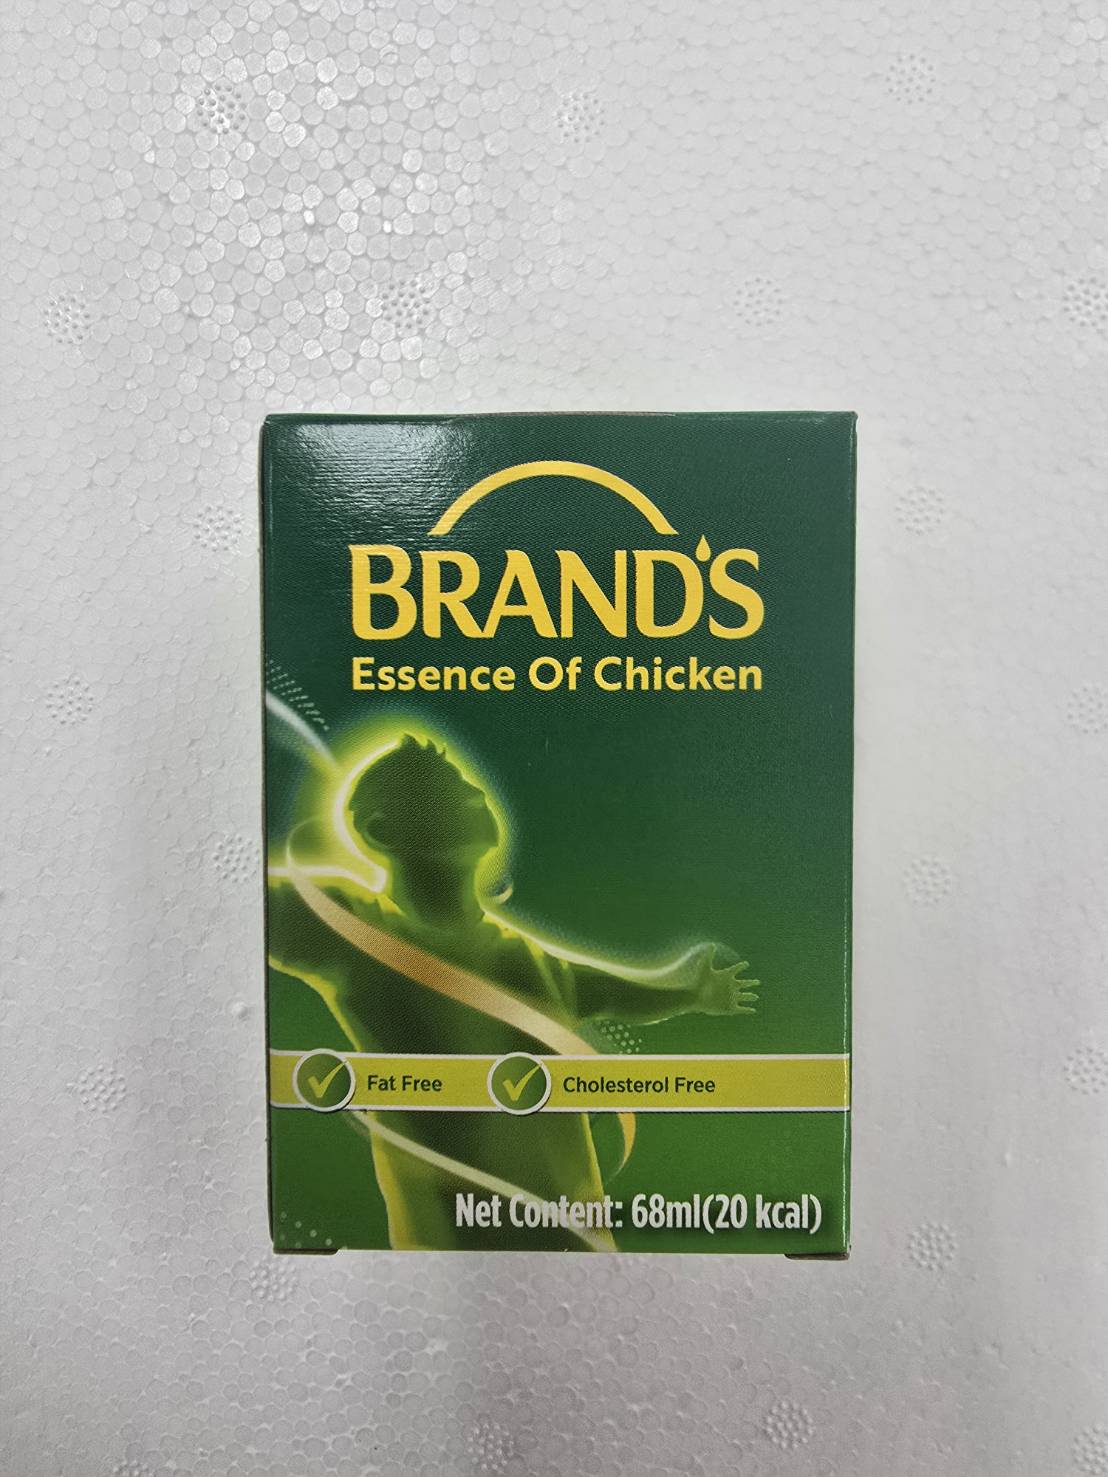 BRAND'S
Essence Of Chicken
Fat Free
Cholesterol Free
Net Content: 68ml(20 kcal)